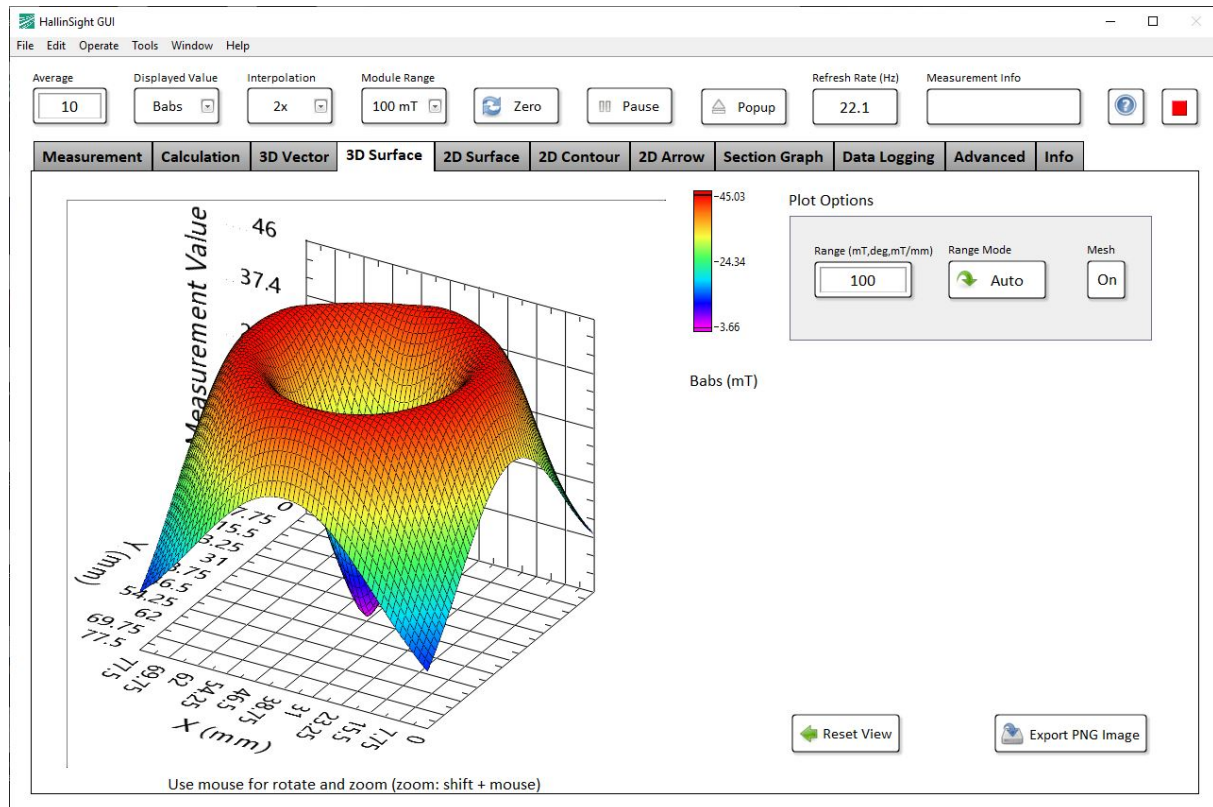 HallinSight GUI
File Edit Operate Tools Window Help
Average Displayed Value Interpolation Module Range Refresh Rate (Hz) Measurement Info
10 Babs 2x 100 mT Zero Pause Popup 22.1
Measurement Calculation 3D Vector 3D Surface 2D Surface 2D Contour 2D Arrow Section Graph Data Logging Advanced Info
Measurement Value
46
37.4
-45.03
-24.34
-3.66
Babs (mT)
Plot Options
Range (mT,deg,mT/mm) Range Mode Mesh
100 Auto On
Y (mm)
0
7.75
15.5
31
54.25
62
69.75
77.5
77.5
69.75
62
54.25
46.5
38.75
31
23.25
15.5
7.75
0
X (mm)
Reset View Export PNG Image
Use mouse for rotate and zoom (zoom: shift + mouse)